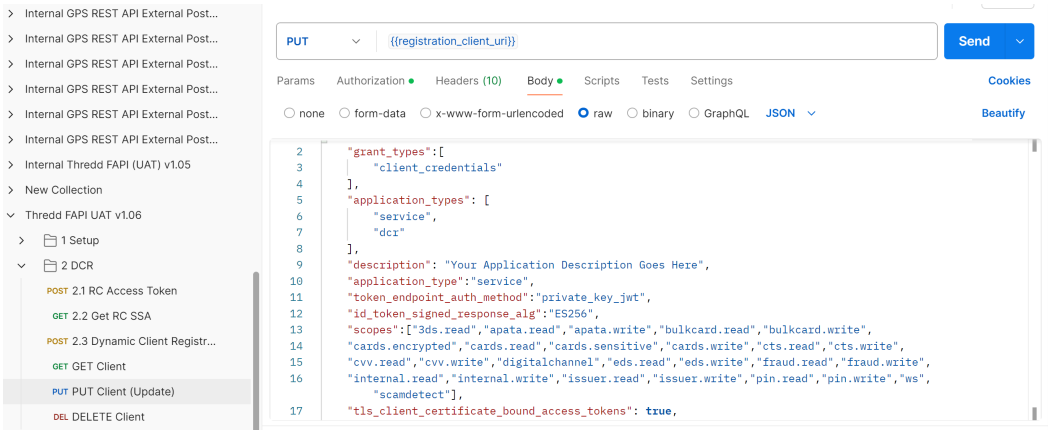 Internal GPS REST API External Post...
Internal GPS REST API External Post...
Internal GPS REST API External Post...
Internal GPS REST API External Post...
Internal GPS REST API External Post...
Internal GPS REST API External Post...
Internal Thredd FAPI (UAT) v1.05
New Collection
Thredd FAPI UAT v1.06
1 Setup
2 DCR
POST 2.1 RC Access Token
GET 2.2 Get RC SSA
POST 2.3 Dynamic Client Registr...
GET GET Client
PUT PUT Client (Update)
DEL DELETE Client
PUT {{registration_client_uri}} Send
Params Authorization Headers (10) Body Scripts Tests Settings Cookies
none form-data x-www-form-urlencoded raw binary GraphQL JSON Beautify
2 "grant_types":[
3 "client_credentials"
4 ],
5 "application_types": [
6 "service",
7 "dcr"
8 ],
9 "description": "Your Application Description Goes Here",
10 "application_type":"service",
11 "token_endpoint_auth_method":"private_key_jwt",
12 "id_token_signed_response_alg":"ES256",
13 "scopes":["3ds.read","apata.read","apata.write","bulkcard.read","bulkcard.write",
14 "cards.encrypted","cards.read","cards.sensitive","cards.write","cts.read","cts.write",
15 "cvv.read","cvv.write","digitalchannel","eds.read","eds.write","fraud.read","fraud.write",
16 "internal.read","internal.write","issuer.read","issuer.write","pin.read","pin.write","ws",
"scamdetect"],
17 "tls_client_certificate_bound_access_tokens": true,